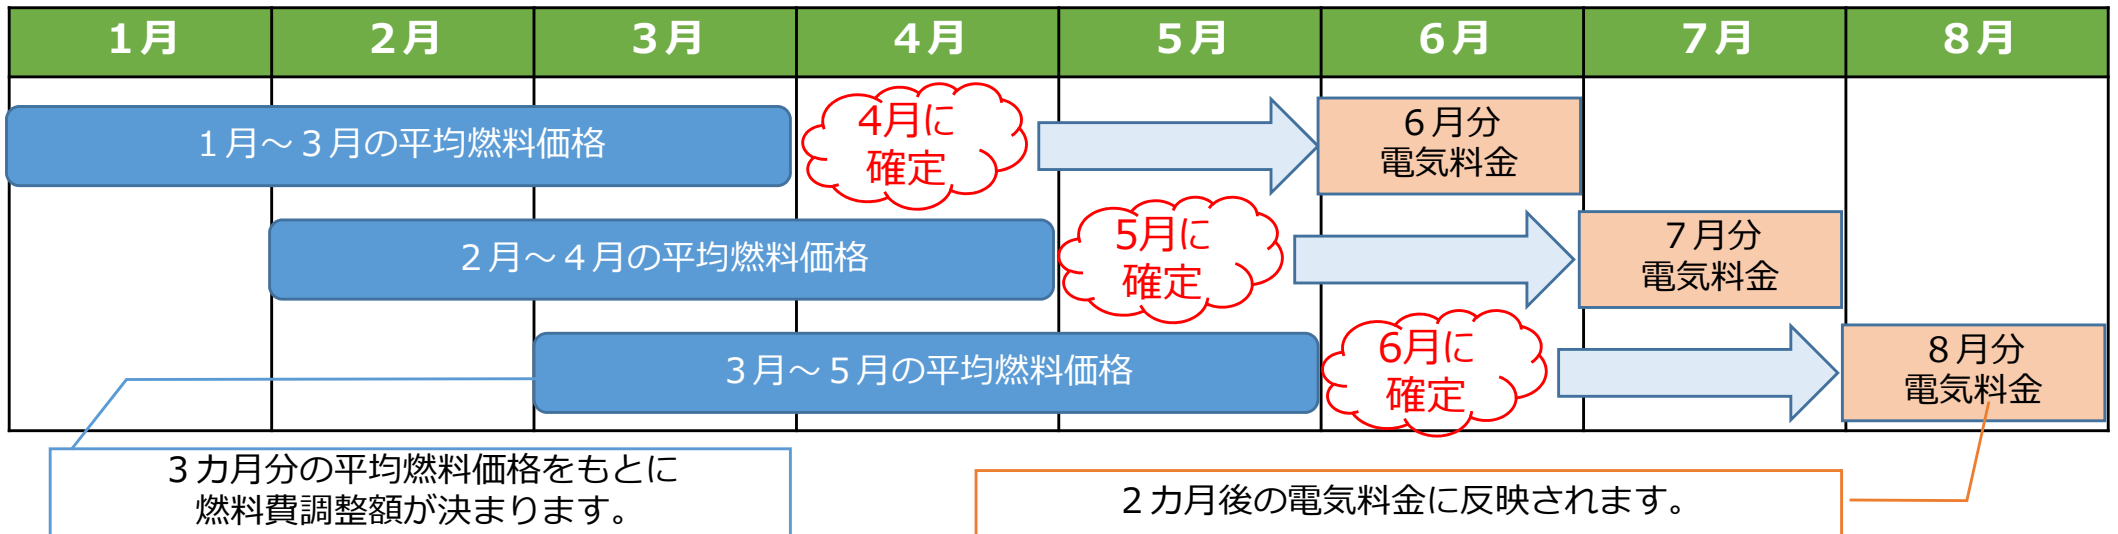 １月
２月
３月
４月
５月
６月
７月
８月
１月～３月の平均燃料価格
4月に
確定
６月分
電気料金
２月～４月の平均燃料価格
5月に
確定
７月分
電気料金
３月～５月の平均燃料価格
6月に
確定
８月分
電気料金
３カ月分の平均燃料価格をもとに
燃料費調整額が決まります。
２カ月後の電気料金に反映されます。